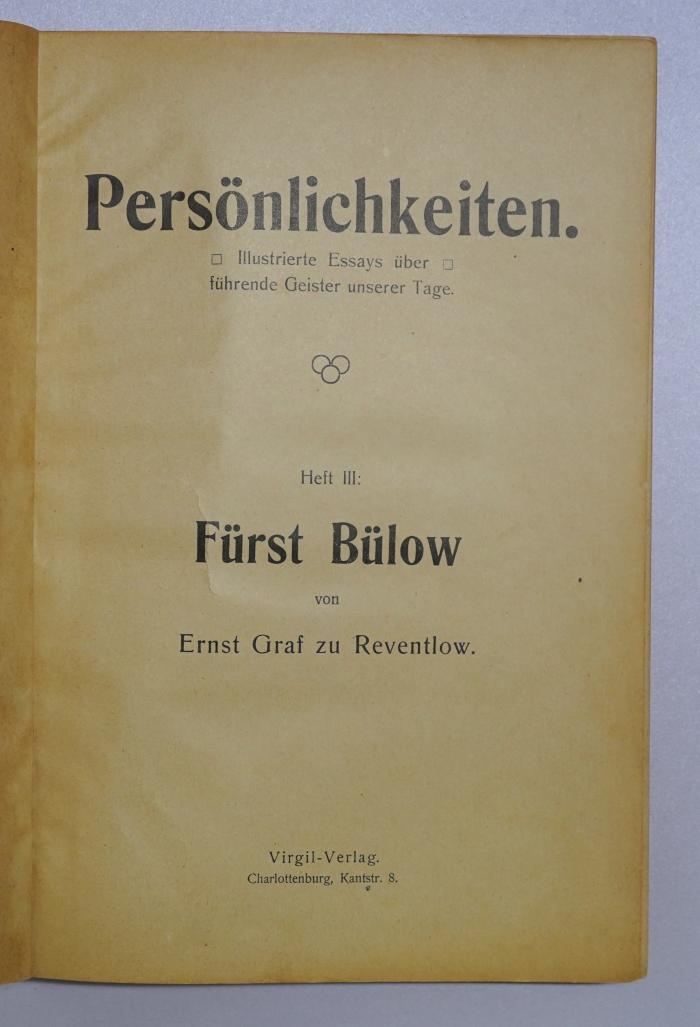 Persönlichkeiten.
□ Illustrierte Essays über □
führende Geister unserer Tage.
Heft III:
Fürst Bülow
von
Ernst Graf zu Reventlow.
Virgil-Verlag.
Charlottenburg, Kantstr. 8.